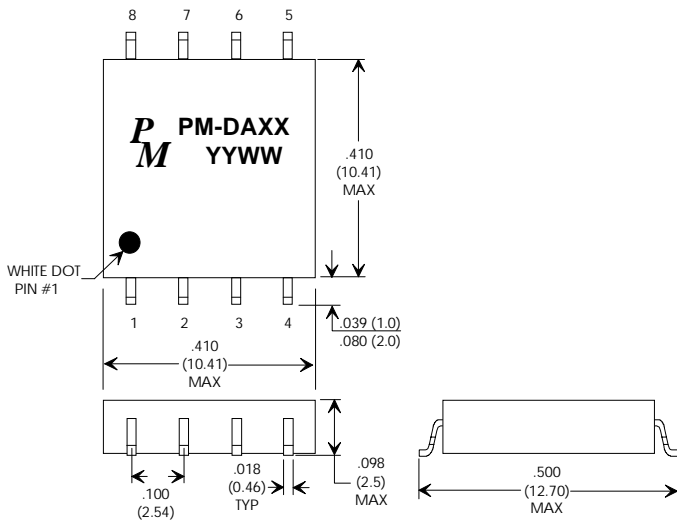 8 7 6 5
P
M
PM-DAXX
YYWW
.410
(10.41)
MAX
WHITE DOT
PIN #1
1 2 3 4
.039 (1.0)
.080 (2.0)
.410
(10.41)
MAX
.100
(2.54)
.018
(0.46)
TYP
.098
(2.5)
MAX
.500
(12.70)
MAX